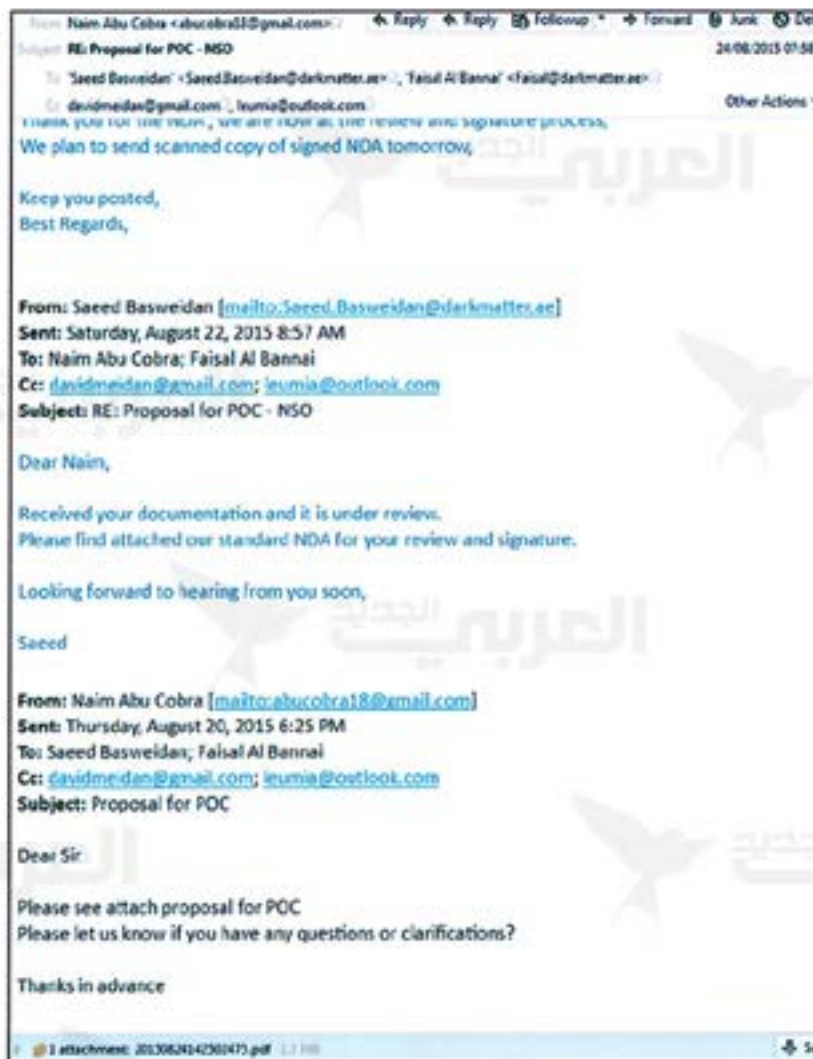 From: Naim Abu Cobra <abucobra18@gmail.com> Reply Reply Followup Forward Junk
Subject: RE: Proposal for POC - NSO 24/08/2015 07:58
To: 'Saeed Basweidan' <Saeed.Basweidan@darkmatter.ae>, 'Faisal Al Bannai' <Faisal@darkmatter.ae>
Cc: davidmeidan@gmail.com, leumia@outlook.com Other Actions
Thank you for the NDA, we are now at the review and signature process,
We plan to send scanned copy of signed NDA tomorrow,
Keep you posted,
Best Regards,
From: Saeed Basweidan [mailto:Saeed.Basweidan@darkmatter.ae]
Sent: Saturday, August 22, 2015 8:57 AM
To: Naim Abu Cobra; Faisal Al Bannai
Cc: davidmeidan@gmail.com; leumia@outlook.com
Subject: RE: Proposal for POC - NSO
Dear Naim,
Received your documentation and it is under review.
Please find attached our standard NDA for your review and signature.
Looking forward to hearing from you soon,
Saeed
From: Naim Abu Cobra [mailto:abucobra18@gmail.com]
Sent: Thursday, August 20, 2015 6:25 PM
To: Saeed Basweidan; Faisal Al Bannai
Cc: davidmeidan@gmail.com; leumia@outlook.com
Subject: Proposal for POC
Dear Sir
Please see attach proposal for POC
Please let us know if you have any questions or clarifications?
Thanks in advance
1 attachment: 20150824142502475.pdf
العربي الجديد